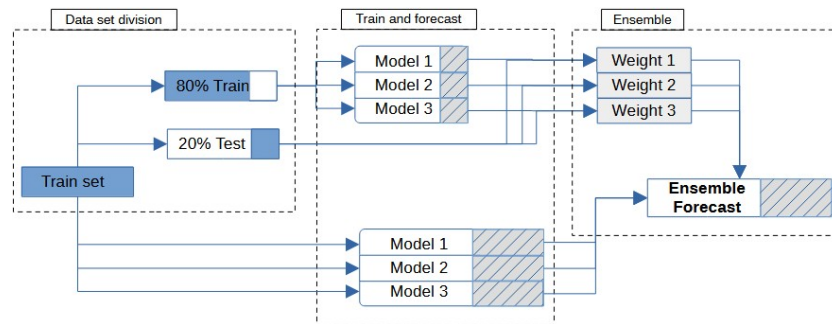 Data set division
Train and forecast
Ensemble
80% Train
20% Test
Train set
Model 1
Model 2
Model 3
Weight 1
Weight 2
Weight 3
Ensemble
Forecast
Model 1
Model 2
Model 3